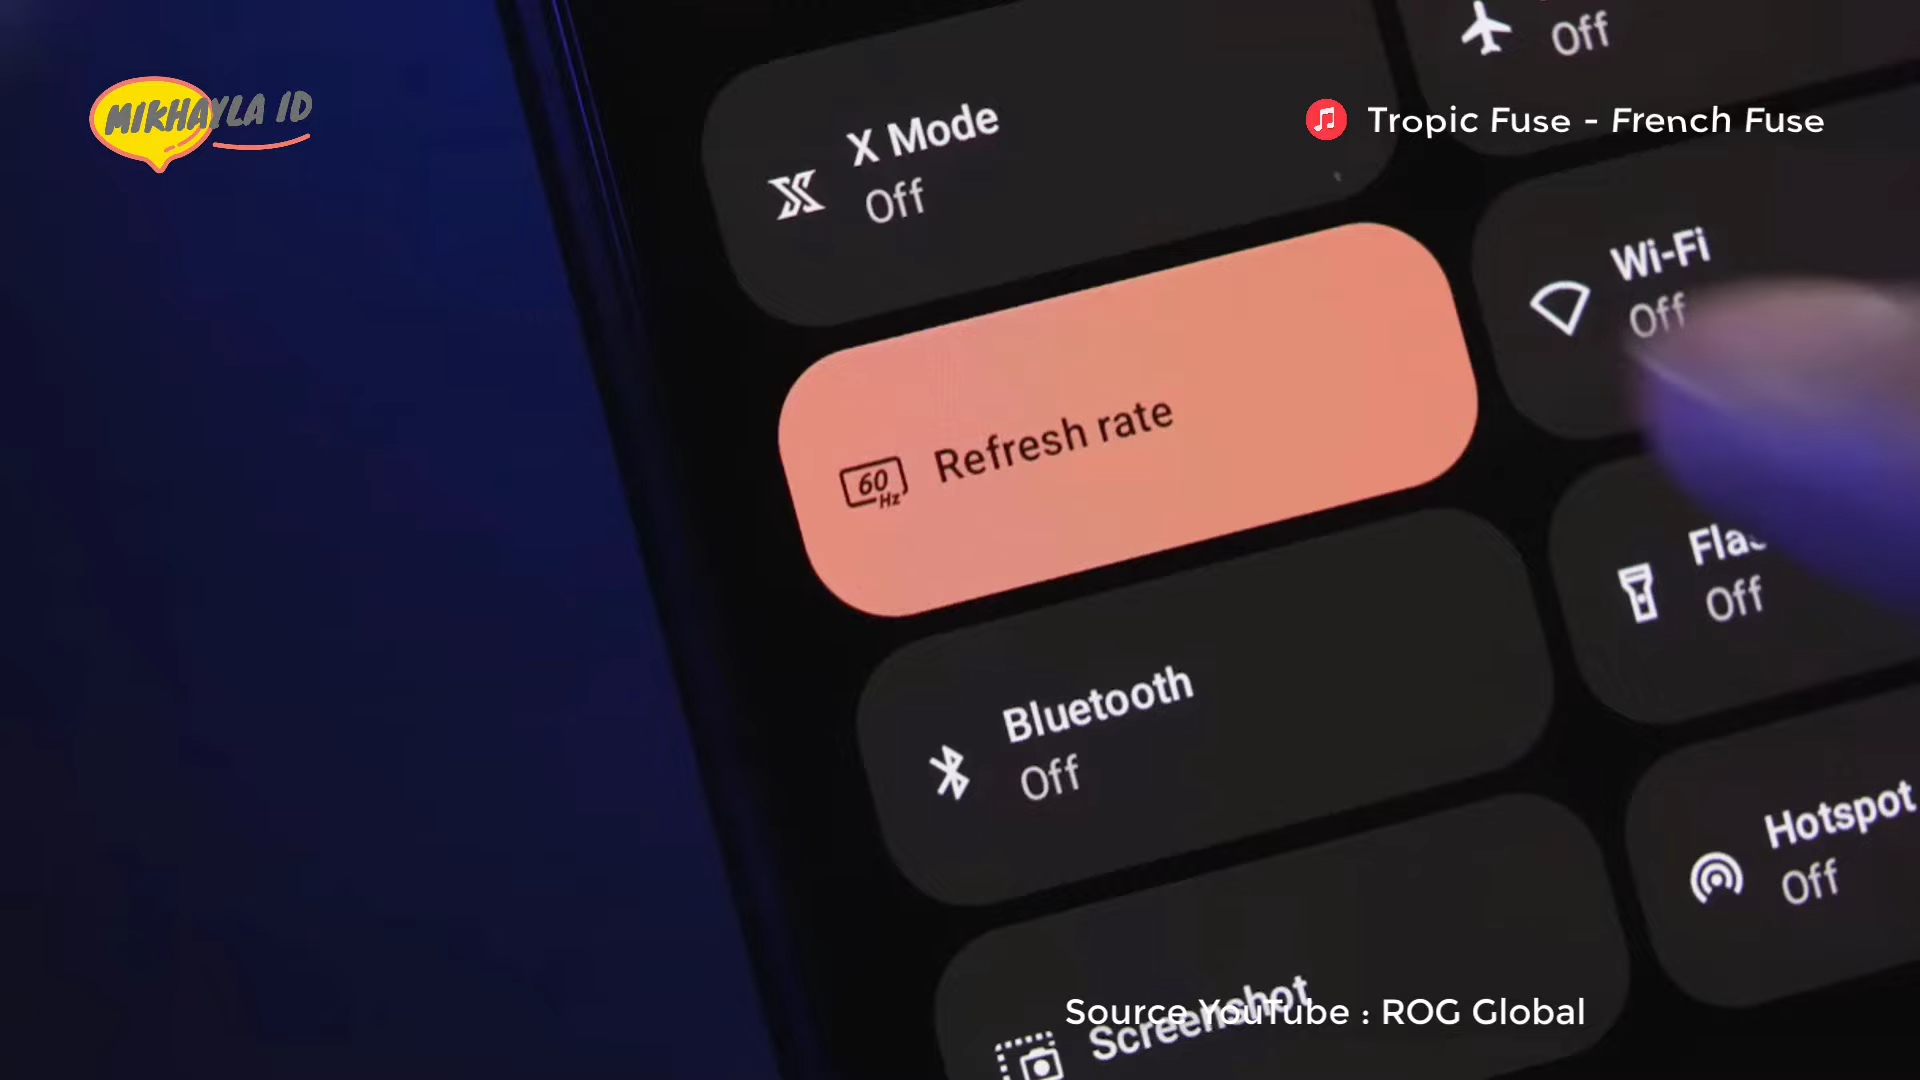 MIKHAYLA ID
Tropic Fuse - French Fuse
Off
X Mode
Off
Wi-Fi
Off
60
Hz
Refresh rate
Off
Bluetooth
Off
Hotspot
Off
Screenshot
Source YouTube : ROG Global